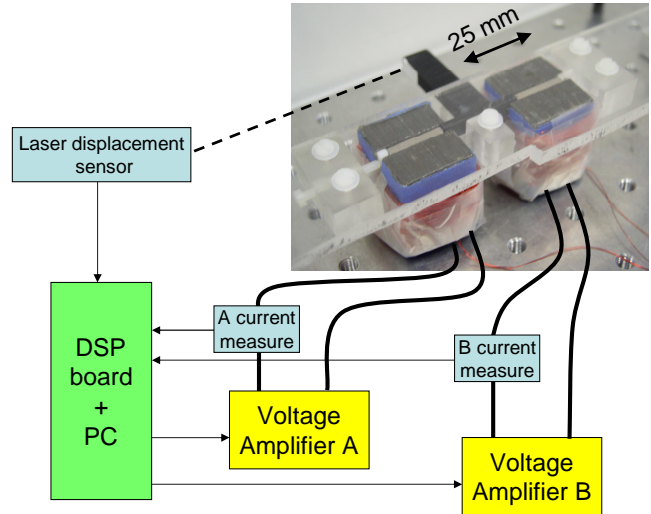 25 mm
Laser displacement
sensor
A current
measure
B current
measure
DSP
board
+
PC
Voltage
Amplifier A
Voltage
Amplifier B